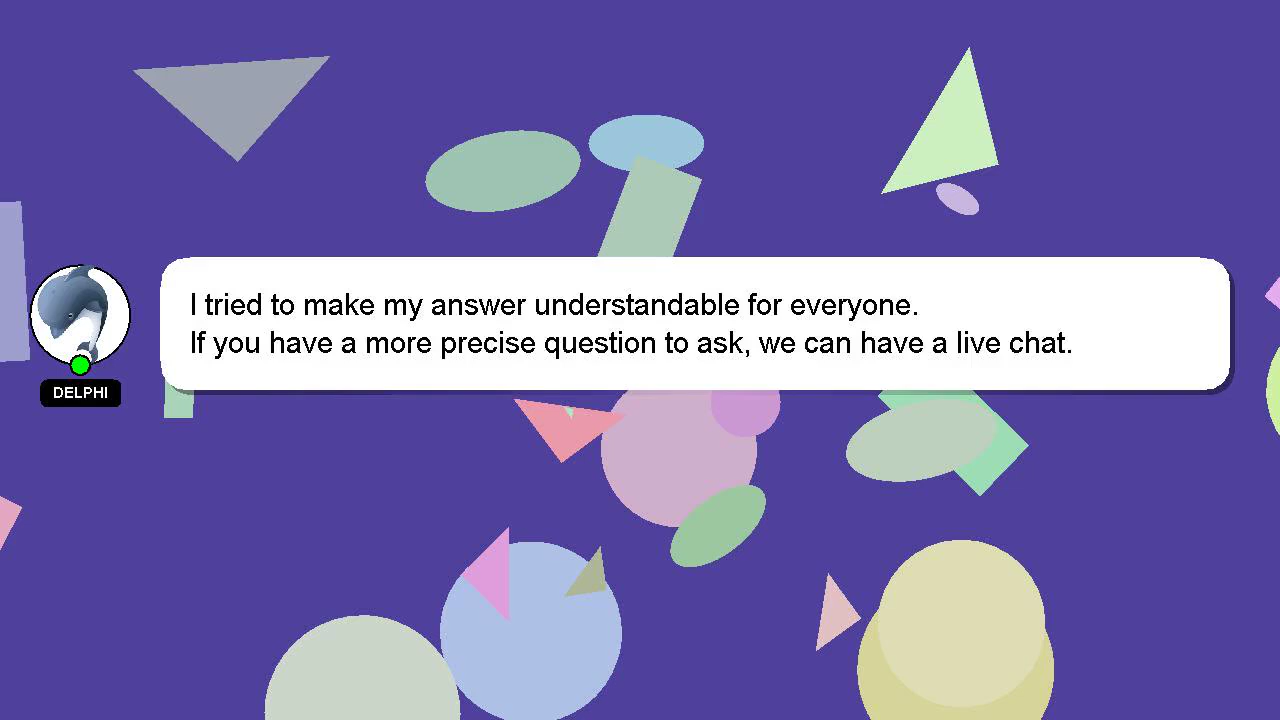 I tried to make my answer understandable for everyone.
If you have a more precise question to ask, we can have a live chat.
DELPHI